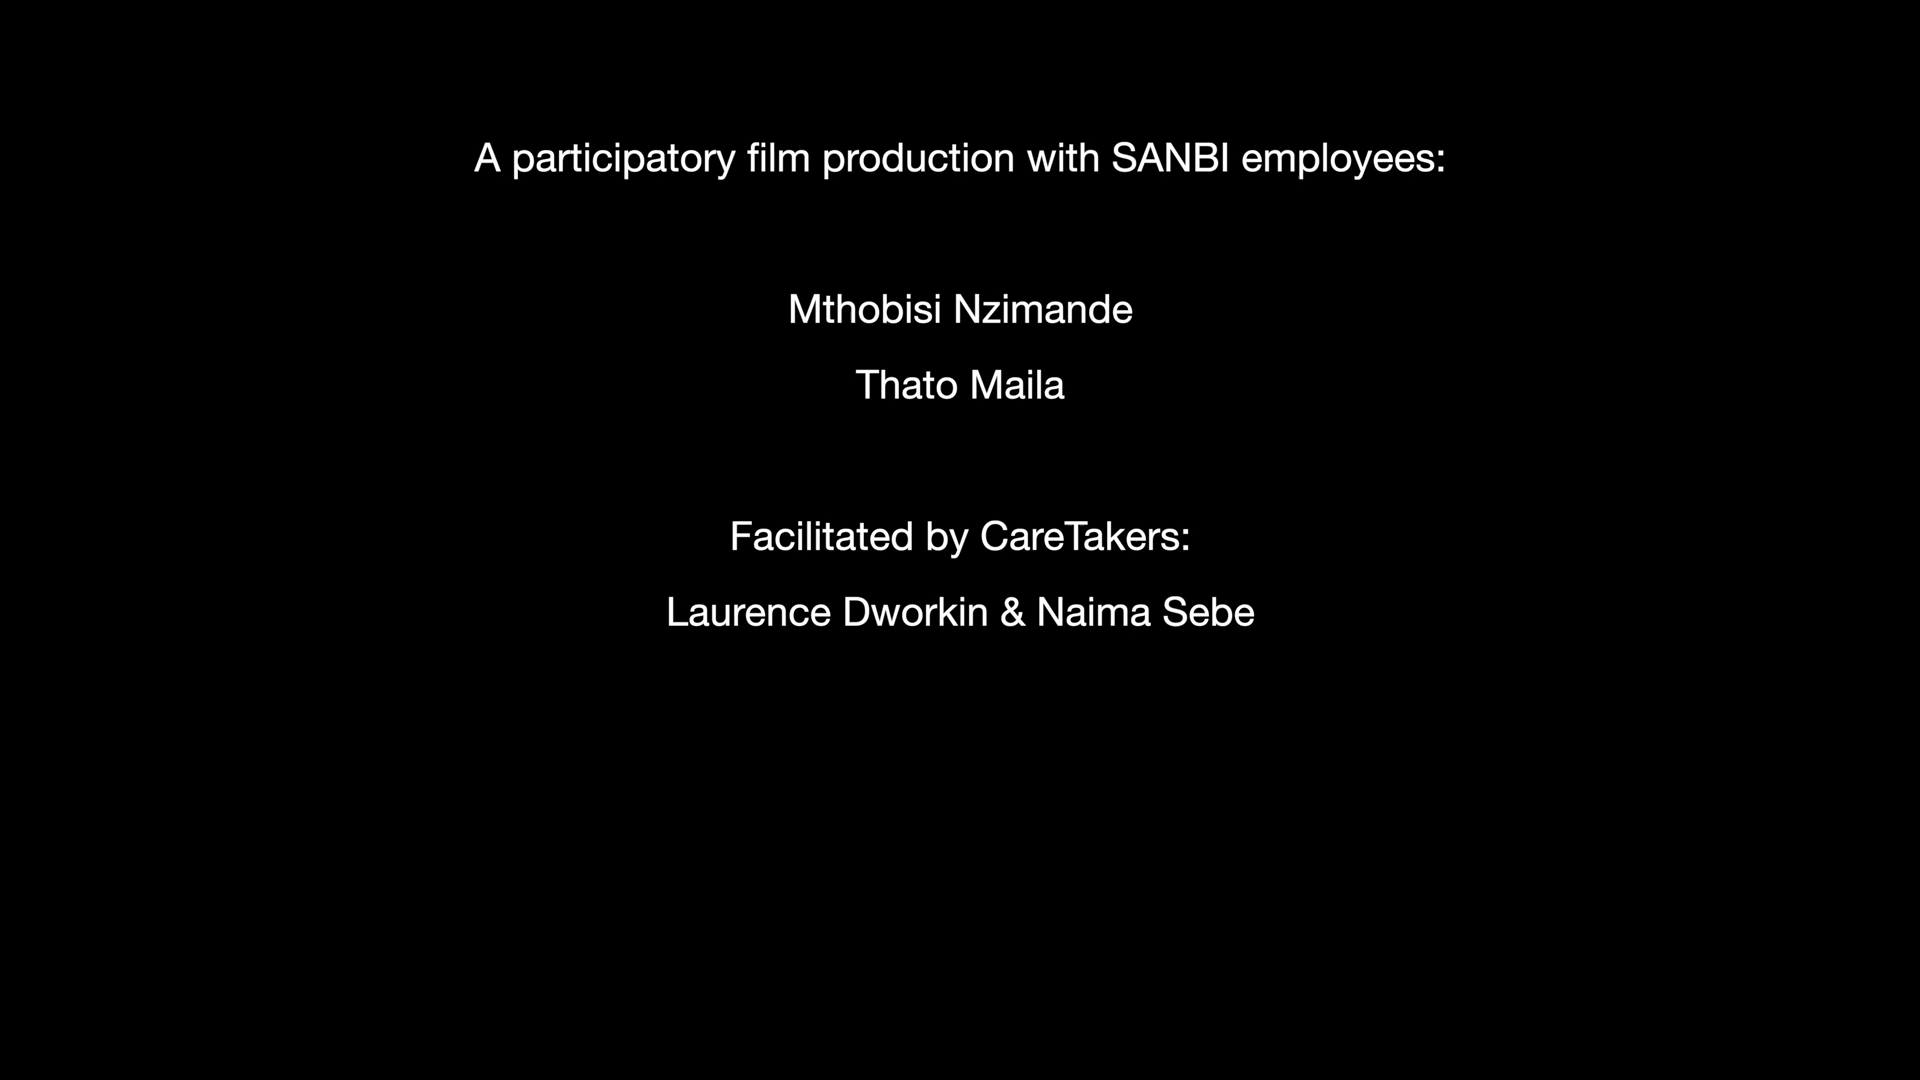 A participatory film production with SANBI employees:
Mthobisi Nzimande
Thato Maila
Facilitated by CareTakers:
Laurence Dworkin & Naima Sebe